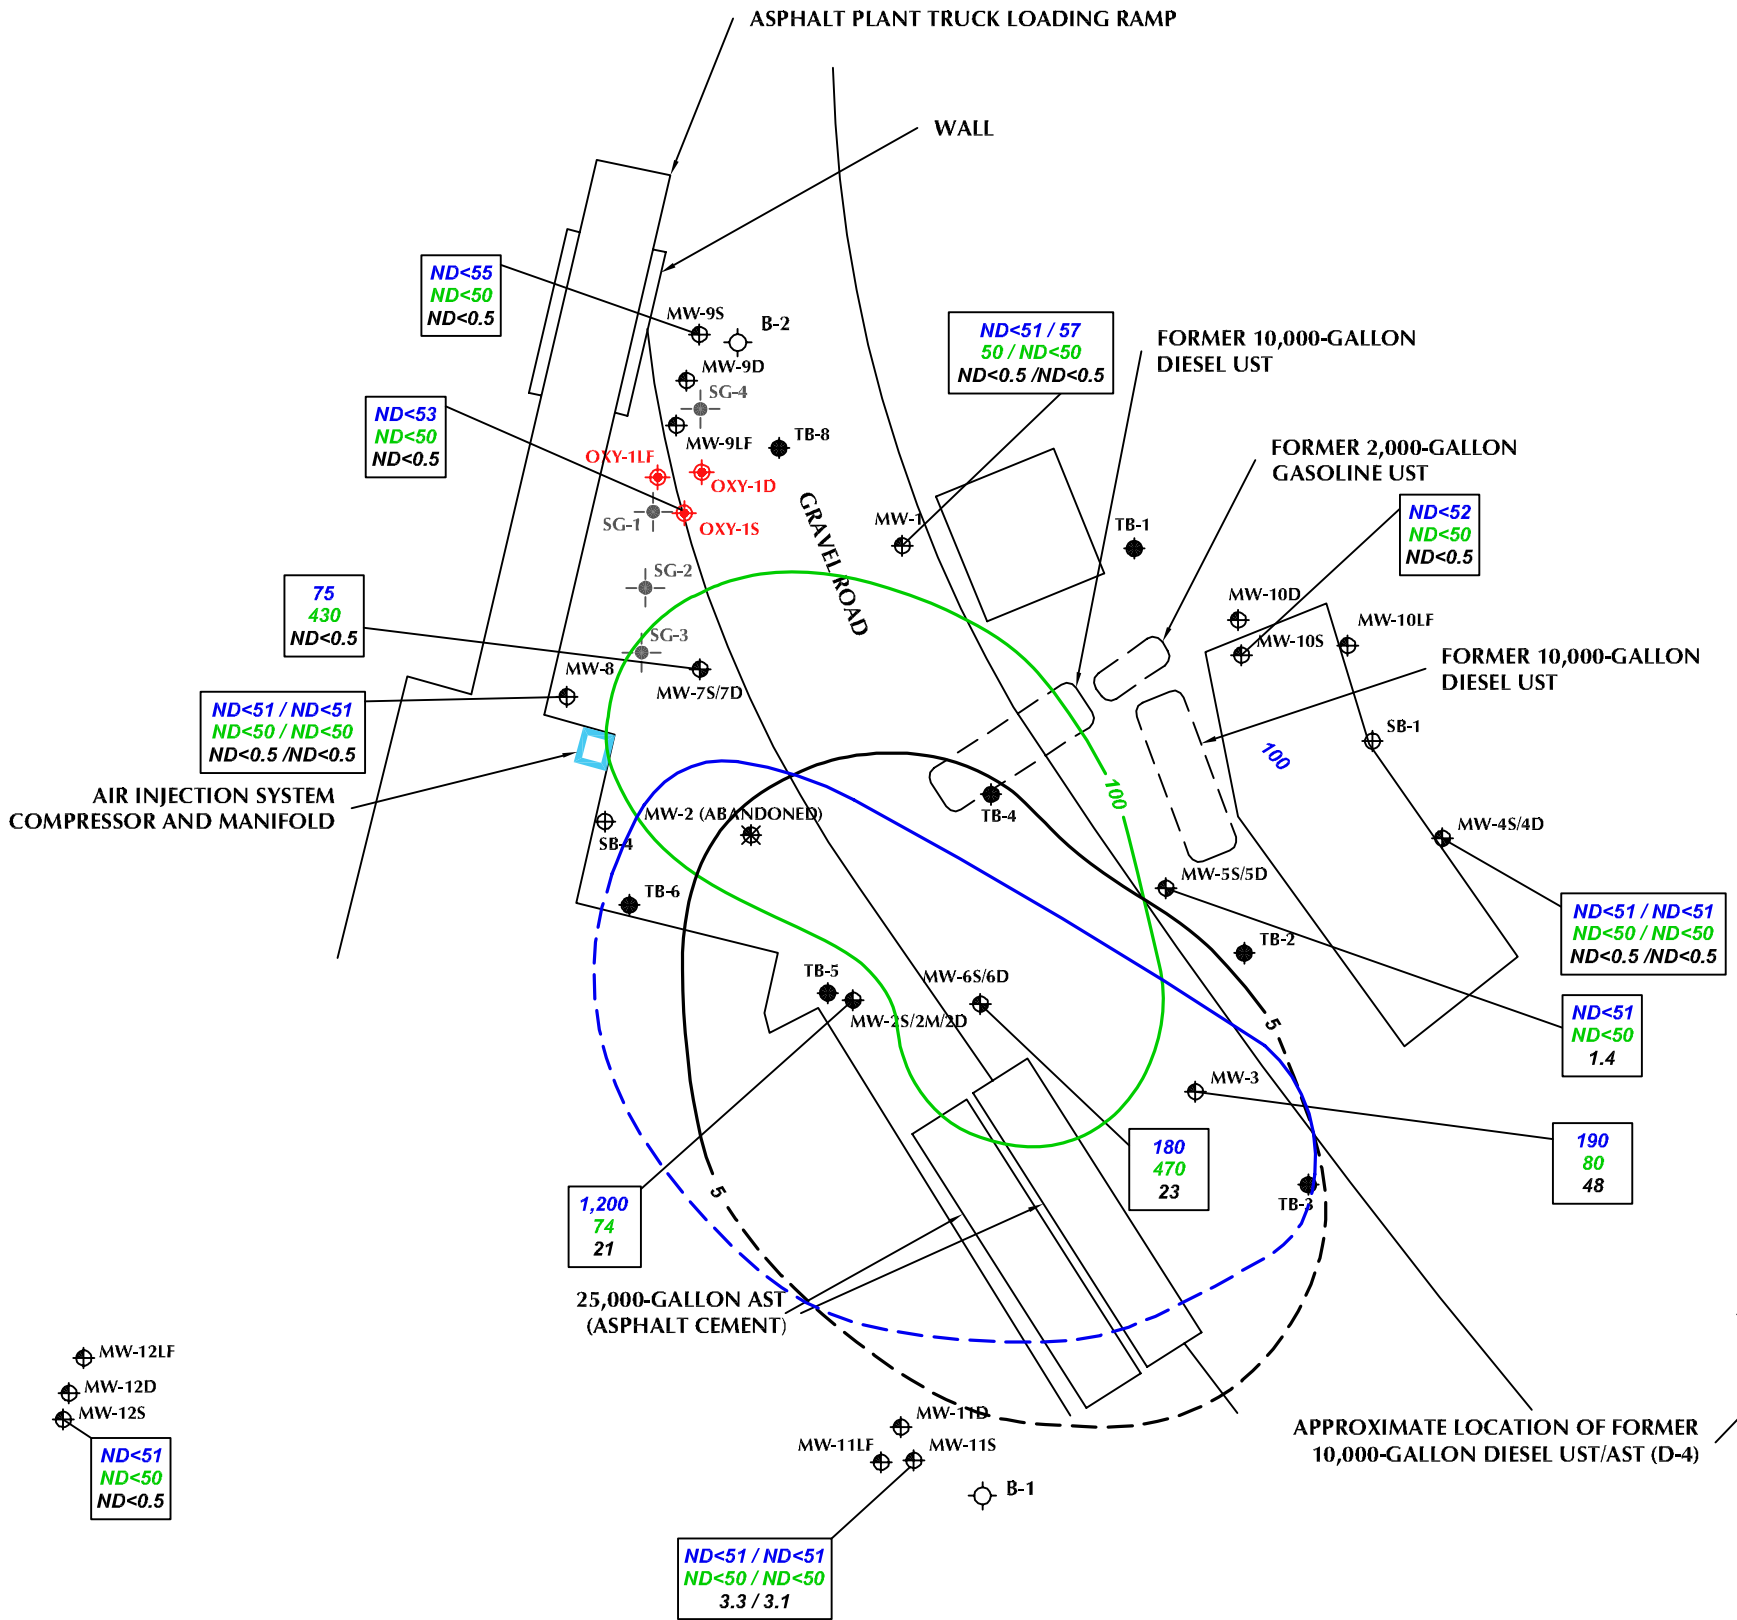 ASPHALT PLANT TRUCK LOADING RAMP
WALL
ND<55
ND<50
ND<0.5
MW-9S
B-2
MW-9D
SG-4
MW-9LF
TB-8
ND<51 / 57
50 / ND<50
ND<0.5 /ND<0.5
FORMER 10,000-GALLON
DIESEL UST
ND<53
ND<50
ND<0.5
OXY-1LF
OXY-1D
SG-1
OXY-1S
GRAVEL ROAD
MW-1
TB-1
FORMER 2,000-GALLON
GASOLINE UST
ND<52
ND<50
ND<0.5
SG-2
75
430
ND<0.5
SG-3
MW-8
MW-7S/7D
MW-10D
MW-10S
MW-10LF
FORMER 10,000-GALLON
DIESEL UST
ND<51 / ND<51
ND<50 / ND<50
ND<0.5 /ND<0.5
SB-1
100
100
AIR INJECTION SYSTEM
COMPRESSOR AND MANIFOLD
MW-2 (ABANDONED)
SB-4
TB-4
MW-4S/4D
TB-6
MW-5S/5D
ND<51 / ND<51
ND<50 / ND<50
ND<0.5 /ND<0.5
TB-2
TB-5
MW-6S/6D
MW-2S/2M/2D
5
ND<51
ND<50
1.4
MW-3
180
470
23
190
80
48
5
TB-3
1,200
74
21
25,000-GALLON AST
(ASPHALT CEMENT)
MW-12LF
MW-12D
MW-12S
ND<51
ND<50
ND<0.5
MW-11D
MW-11LF
MW-11S
B-1
APPROXIMATE LOCATION OF FORMER
10,000-GALLON DIESEL UST/AST (D-4)
ND<51 / ND<51
ND<50 / ND<50
3.3 / 3.1